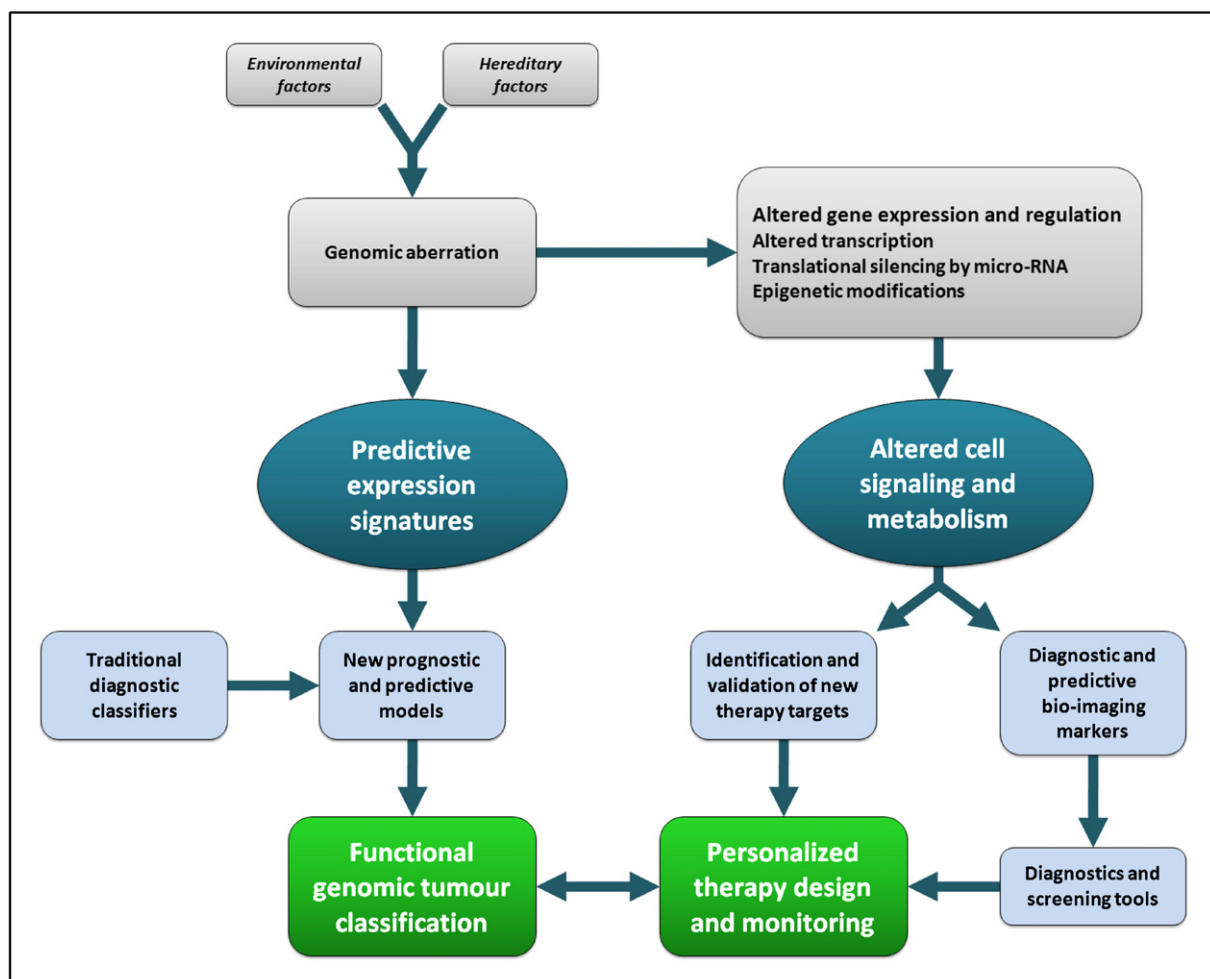 Environmental
factors
Hereditary
factors
Genomic aberration
Altered gene expression and regulation
Altered transcription
Translational silencing by micro-RNA
Epigenetic modifications
Predictive
expression
signatures
Altered cell
signaling and
metabolism
Traditional
diagnostic
classifiers
New prognostic
and predictive
models
Identification and
validation of new
therapy targets
Diagnostic and
predictive
bio-imaging
markers
Functional
genomic tumour
classification
Personalized
therapy design
and monitoring
Diagnostics and
screening tools